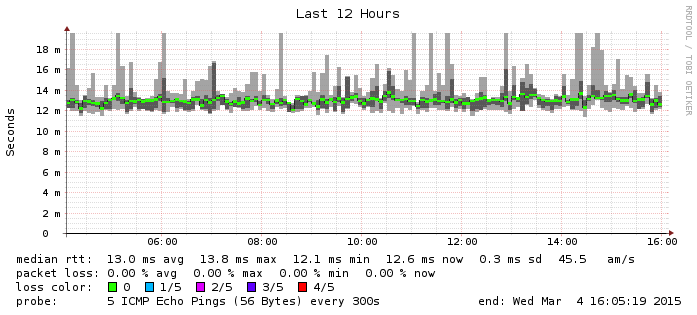 Last 12 Hours
RRDTOOL / TOBI OETIKER
Seconds
18 m
16 m
14 m
12 m
10 m
8 m
6 m
4 m
2 m
0
06:00 08:00 10:00 12:00 14:00 16:00
median rtt: 13.0 ms avg 13.8 ms max 12.1 ms min 12.6 ms now 0.3 ms sd 45.5 am/s
packet loss: 0.00 % avg 0.00 % max 0.00 % min 0.00 % now
loss color: 0 1/5 2/5 3/5 4/5
probe: 5 ICMP Echo Pings (56 Bytes) every 300s end: Wed Mar 4 16:05:19 2015